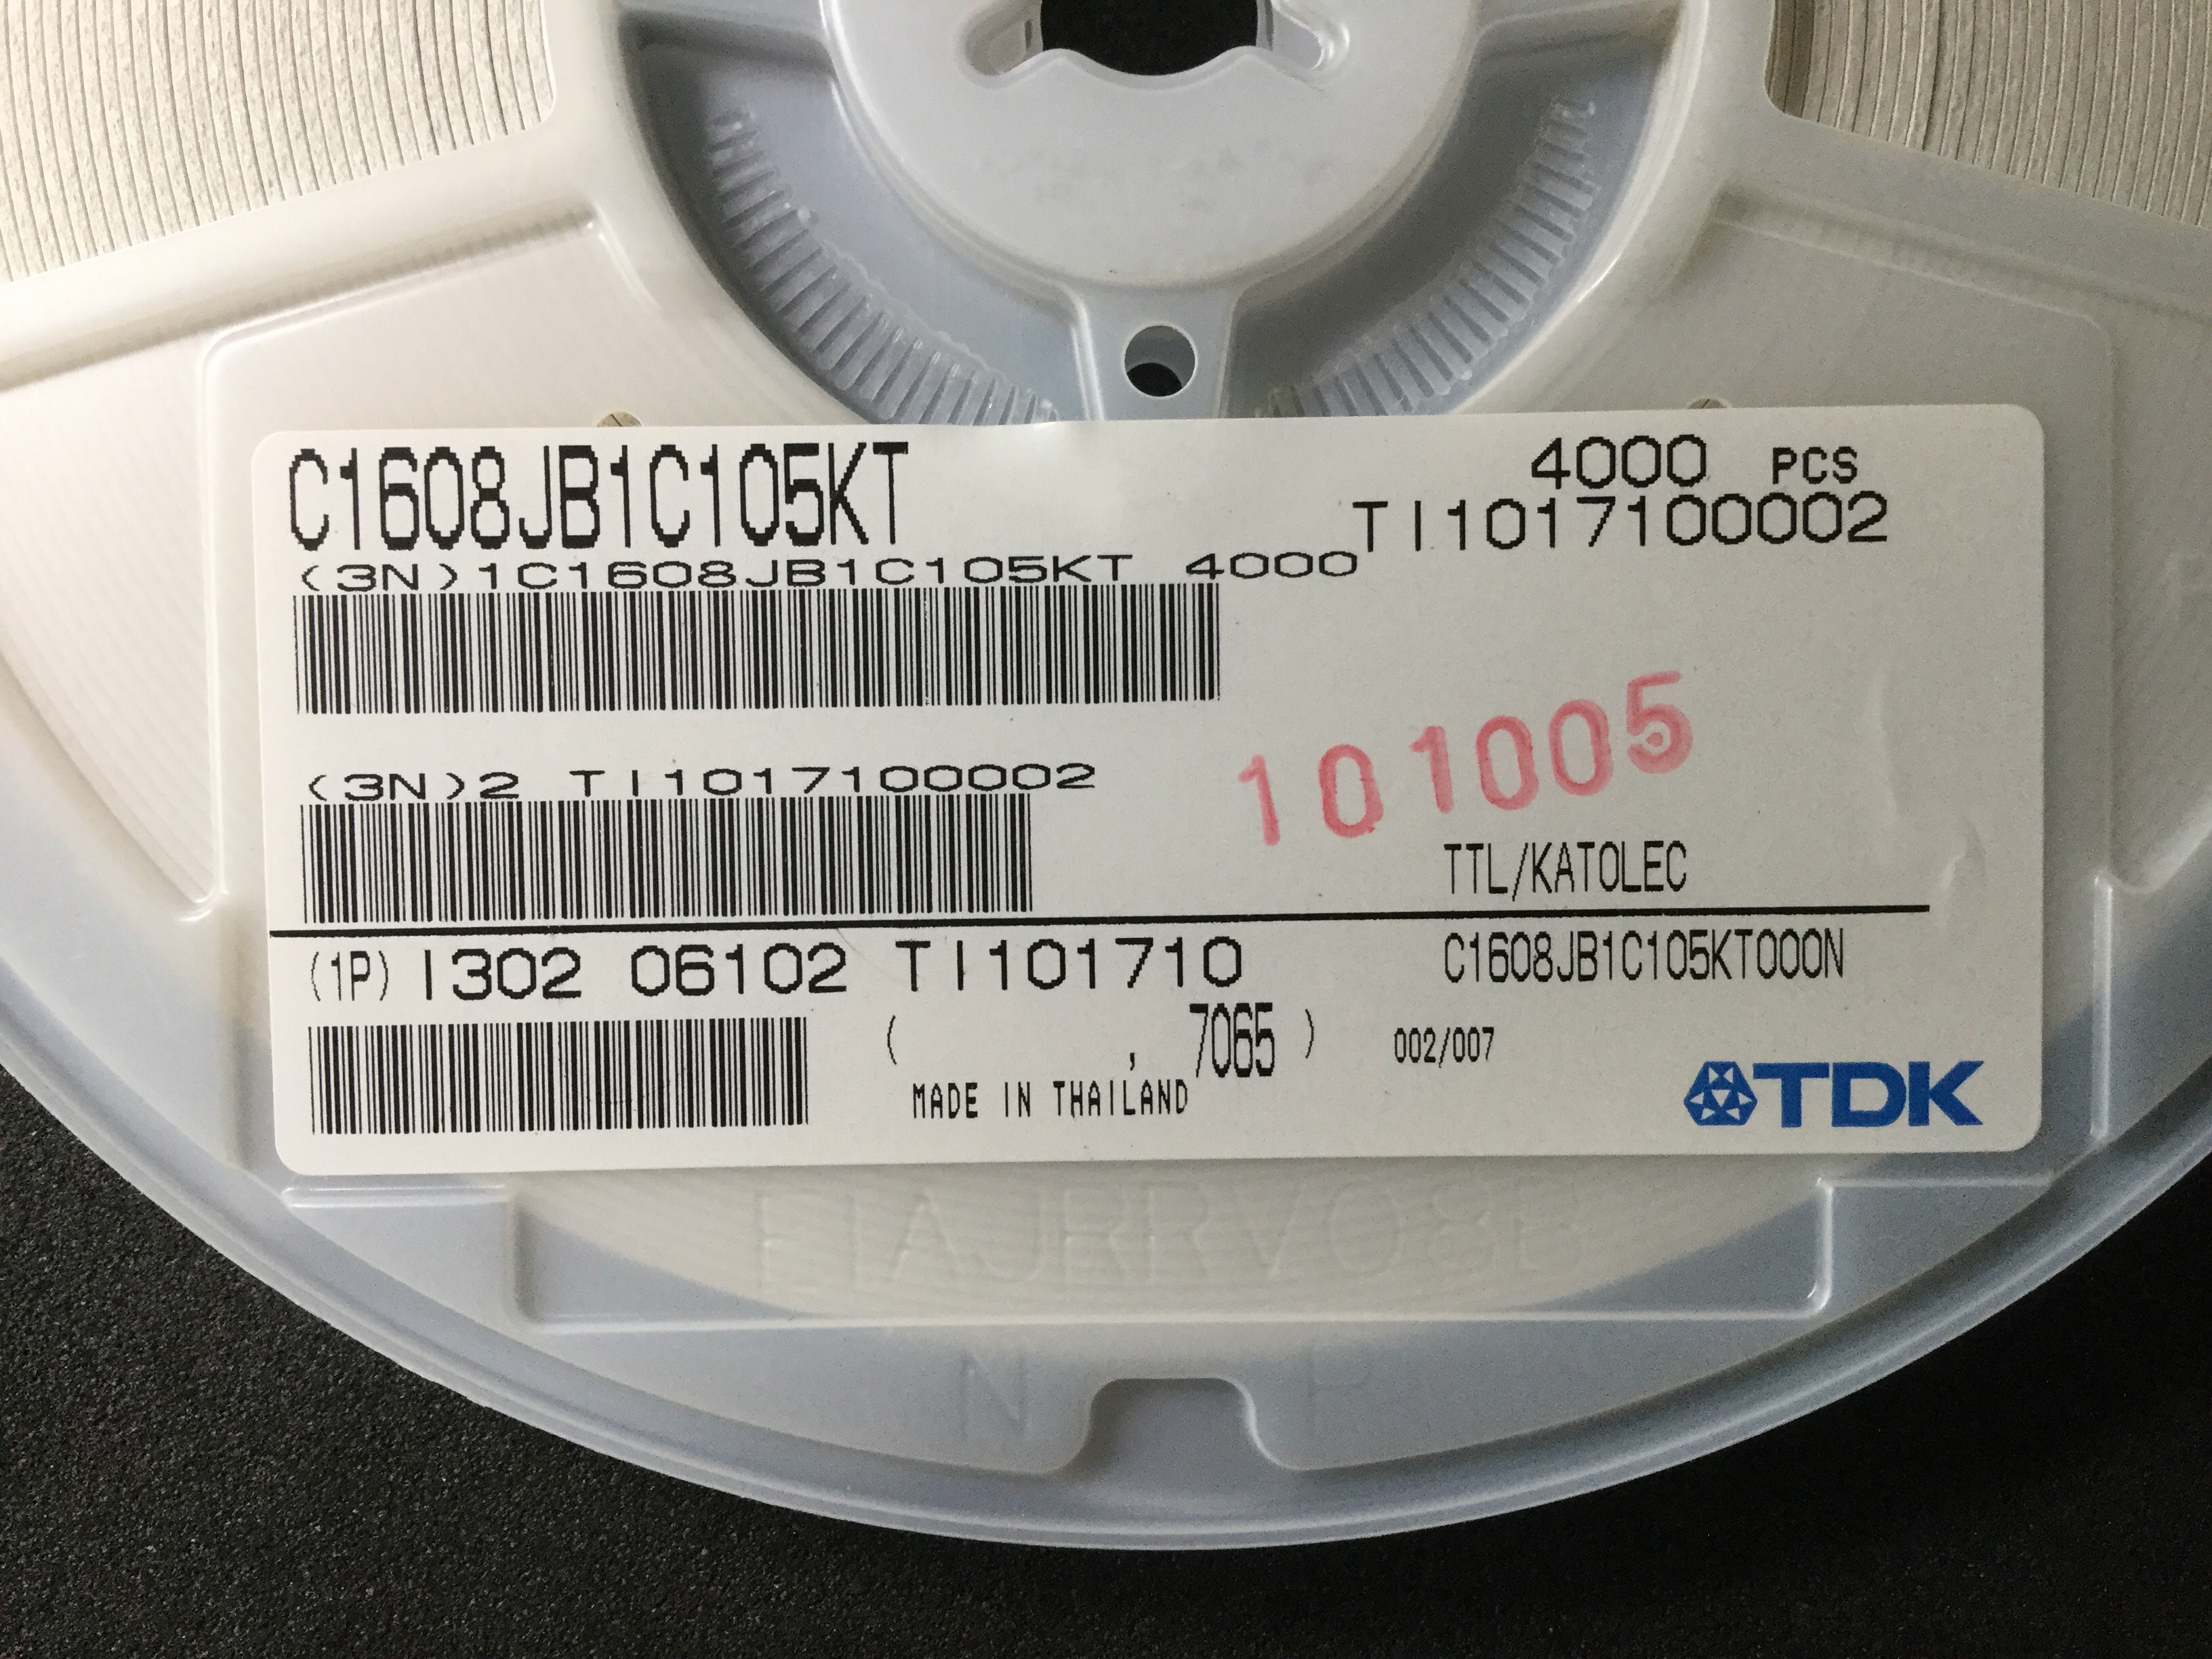 C1608JB1C105KT
4000 PCS
TI1017100002
(3N)1C1608JB1C105KT 4000
(3N)2 TI1017100002
101005
TTL/KATOLEC
(1P) I302 06102 TI101710
C1608JB1C105KT000N
( , 7065 )
002/007
MADE IN THAILAND
TDK
EIAJRRV08B
N P